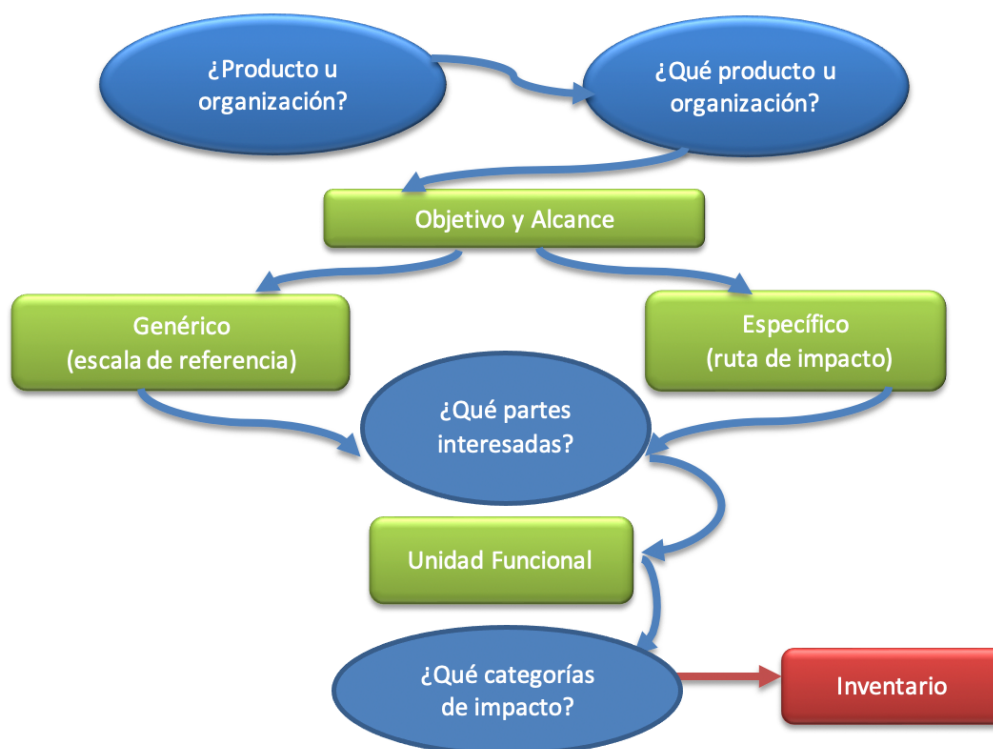 ¿Producto u
organización?
¿Qué producto u
organización?
Objetivo y Alcance
Genérico
(escala de referencia)
Específico
(ruta de impacto)
¿Qué partes
interesadas?
Unidad Funcional
¿Qué categorías
de impacto?
Inventario